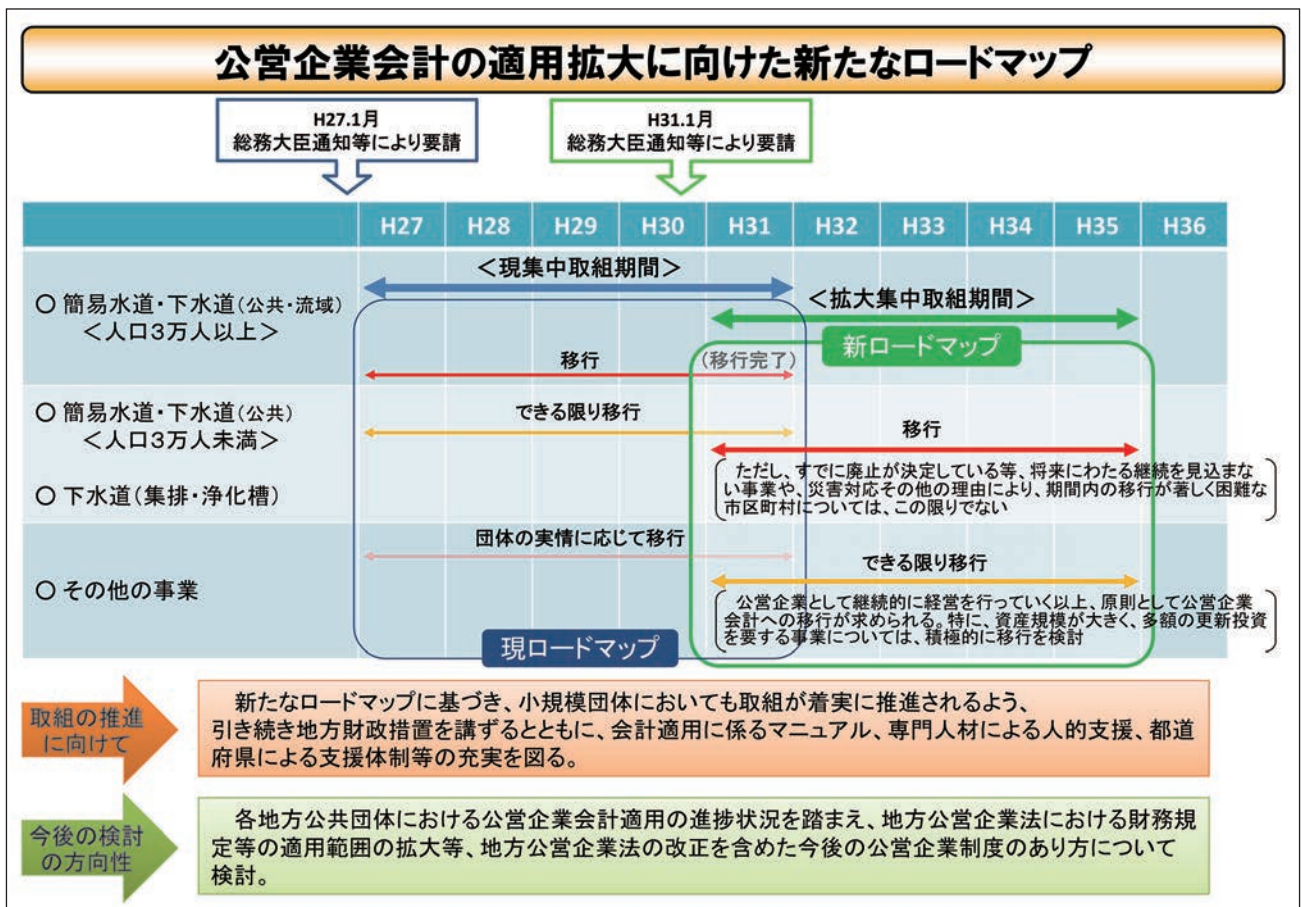 公営企業会計の適用拡大に向けた新たなロードマップ
H27.1月
総務大臣通知等により要請
H31.1月
総務大臣通知等により要請
H27 H28 H29 H30 H31 H32 H33 H34 H35 H36
○ 簡易水道・下水道(公共・流域)
＜人口３万人以上＞
＜現集中取組期間＞
＜拡大集中取組期間＞
新ロードマップ
移行
(移行完了)
○ 簡易水道・下水道(公共)
＜人口３万人未満＞
○ 下水道(集排・浄化槽)
できる限り移行
移行
ただし、すでに廃止が決定している等、将来にわたる継続を見込まな
い事業や、災害対応その他の理由により、期間内の移行が著しく困難な
市区町村については、この限りでない
○ その他の事業
団体の実情に応じて移行
できる限り移行
公営企業として継続的に経営を行っていく以上、原則として公営企業
会計への移行が求められる。特に、資産規模が大きく、多額の更新投資
を要する事業については、積極的に移行を検討
現ロードマップ
取組の推進
に向けて
新たなロードマップに基づき、小規模団体においても取組が着実に推進されるよう、
引き続き地方財政措置を講ずるとともに、会計適用に係るマニュアル、専門人材による人的支援、都道
府県による支援体制等の充実を図る。
今後の検討
の方向性
各地方公共団体における公営企業会計適用の進捗状況を踏まえ、地方公営企業法における財務規
定等の適用範囲の拡大等、地方公営企業法の改正を含めた今後の公営企業制度のあり方について
検討。